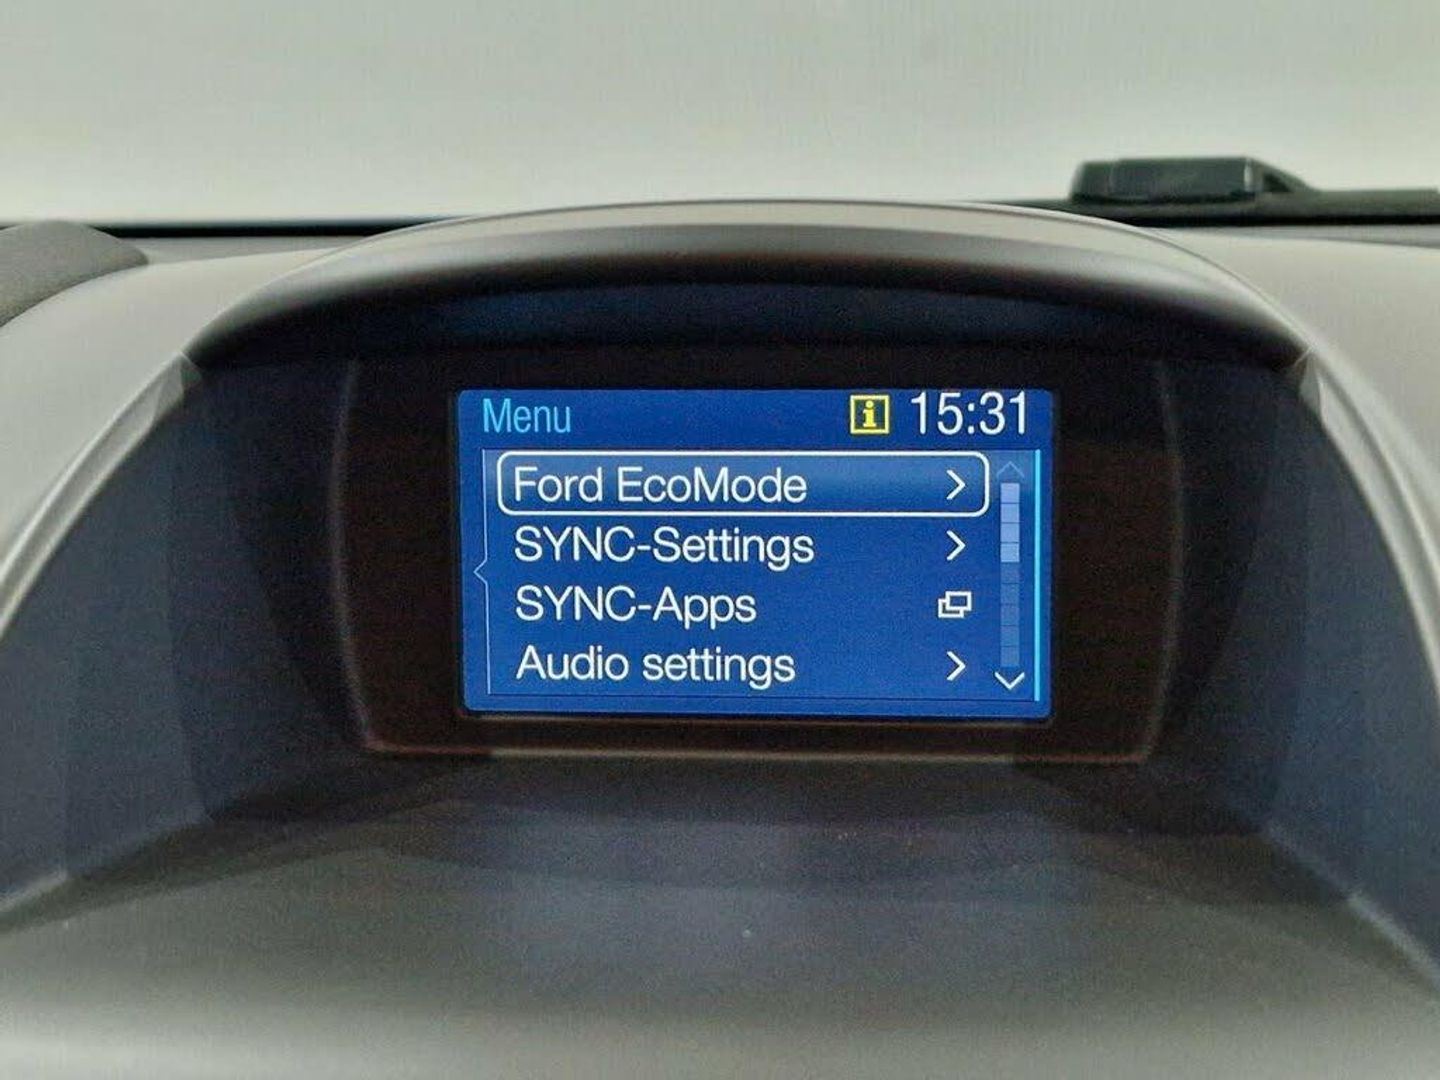 Menu i 15:31
Ford EcoMode
SYNC-Settings
SYNC-Apps
Audio settings